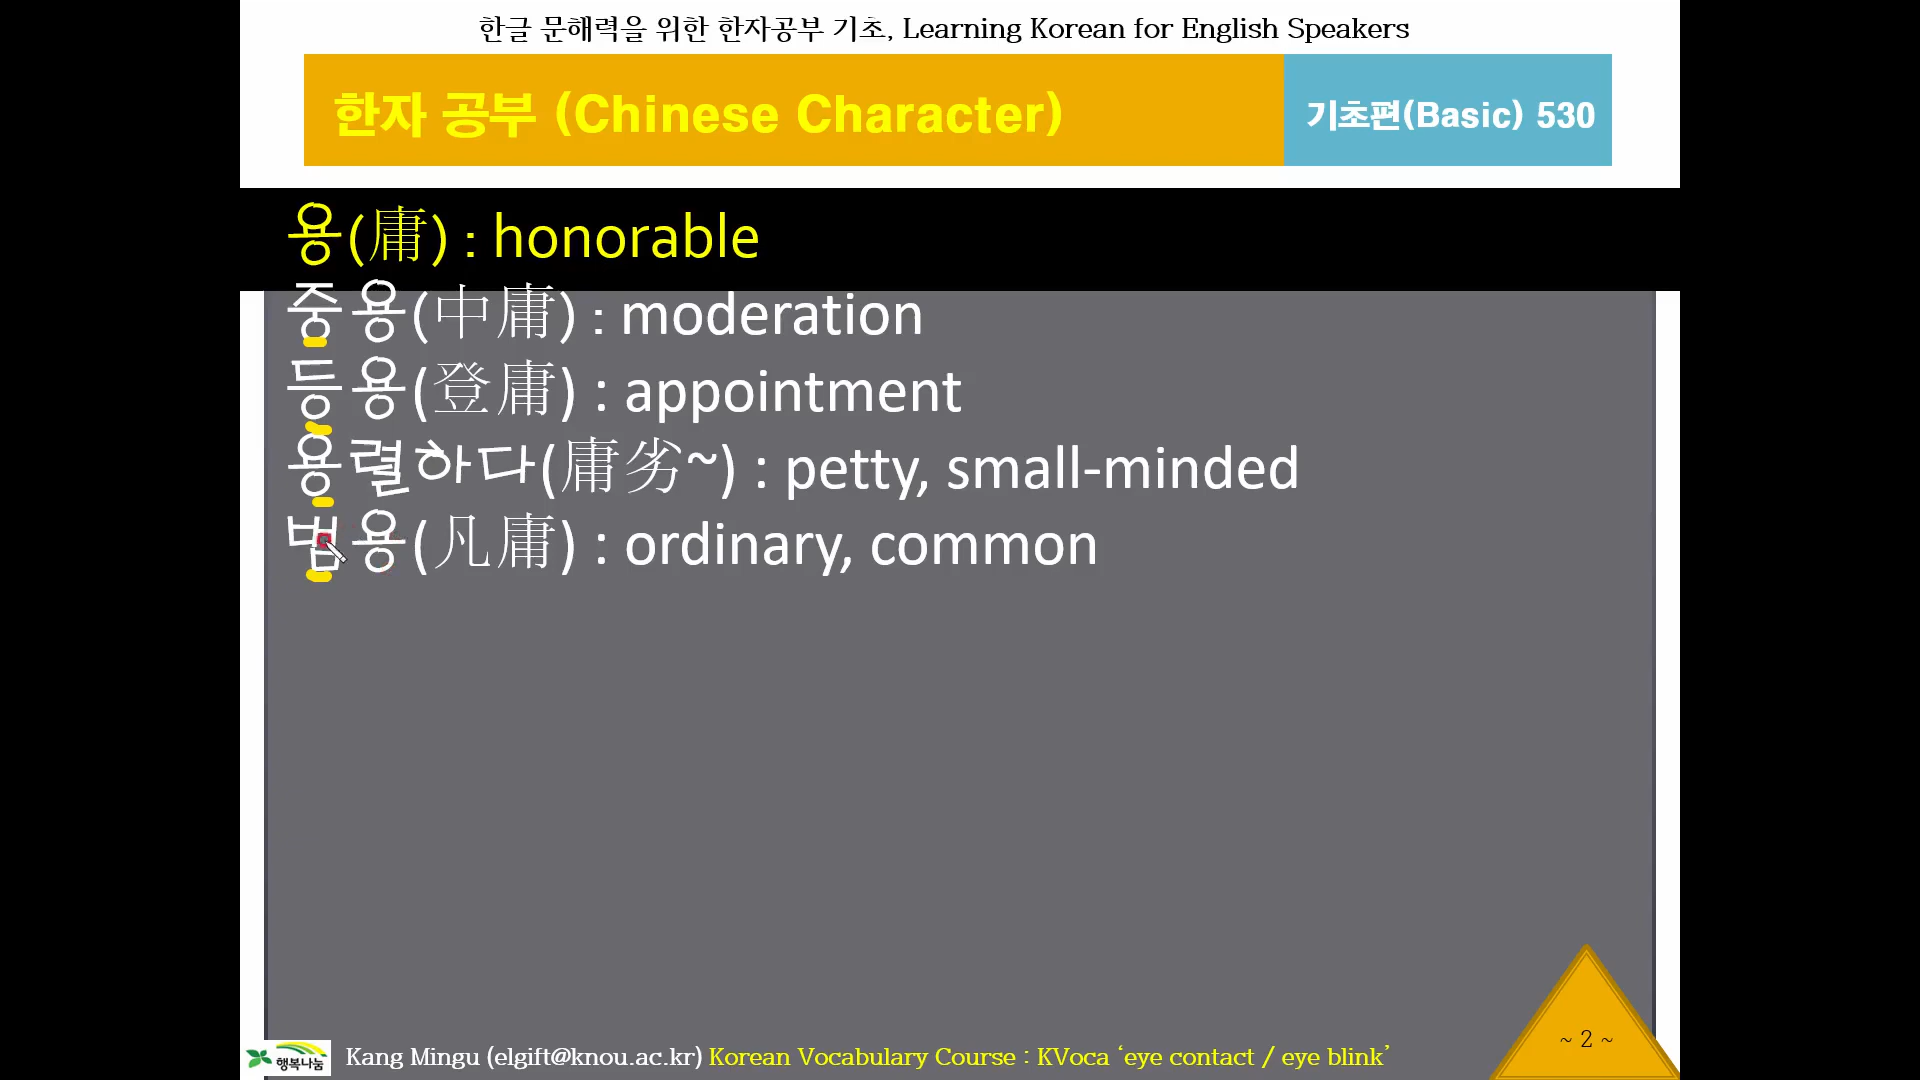 한글 문해력을 위한 한자공부 기초, Learning Korean for English Speakers
한자 공부 (Chinese Character)
기초편(Basic) 530
용(庸) : honorable
중용(中庸) : moderation
등용(登庸) : appointment
용렬하다(庸劣~) : petty, small-minded
범용(凡庸) : ordinary, common
~ 2 ~
행복나눔
Kang Mingu (elgift@knou.ac.kr) Korean Vocabulary Course : KVoca ‘eye contact / eye blink’